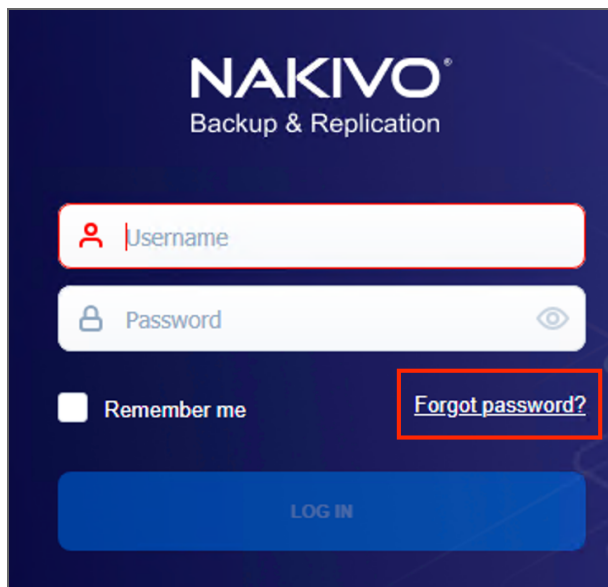 NAKIVO®
Backup & Replication
Username
Password
Remember me
Forgot password?
LOG IN